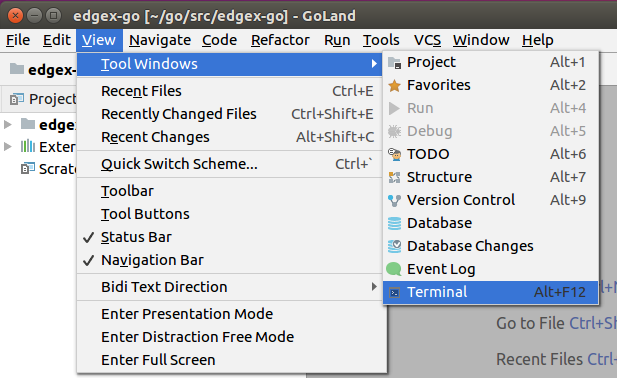 edgex-go [~/go/src/edgex-go] - GoLand
File Edit View Navigate Code Refactor Run Tools VCS Window Help
edgex-
Project
edgex
Exter
Scratc
Tool Windows
Recent Files Ctrl+E
Recently Changed Files Ctrl+Shift+E
Recent Changes Alt+Shift+C
Quick Switch Scheme... Ctrl+`
Toolbar
Tool Buttons
Status Bar
Navigation Bar
Bidi Text Direction
Enter Presentation Mode
Enter Distraction Free Mode
Enter Full Screen
Project Alt+1
Favorites Alt+2
Run Alt+4
Debug Alt+5
TODO Alt+6
Structure Alt+7
Version Control Alt+9
Database
Database Changes
Event Log
Terminal Alt+F12
Go to File Ctrl+Sh
Recent Files Ctrl+